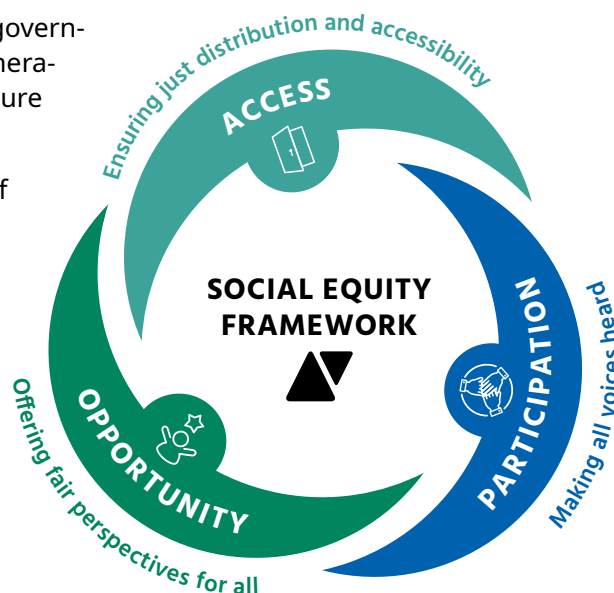 govern-
nera-
ure
f
Ensuring just distribution and accessibility
ACCESS
SOCIAL EQUITY
FRAMEWORK
PARTICIPATION
Making all voices heard
OPPORTUNITY
Offering fair perspectives for all